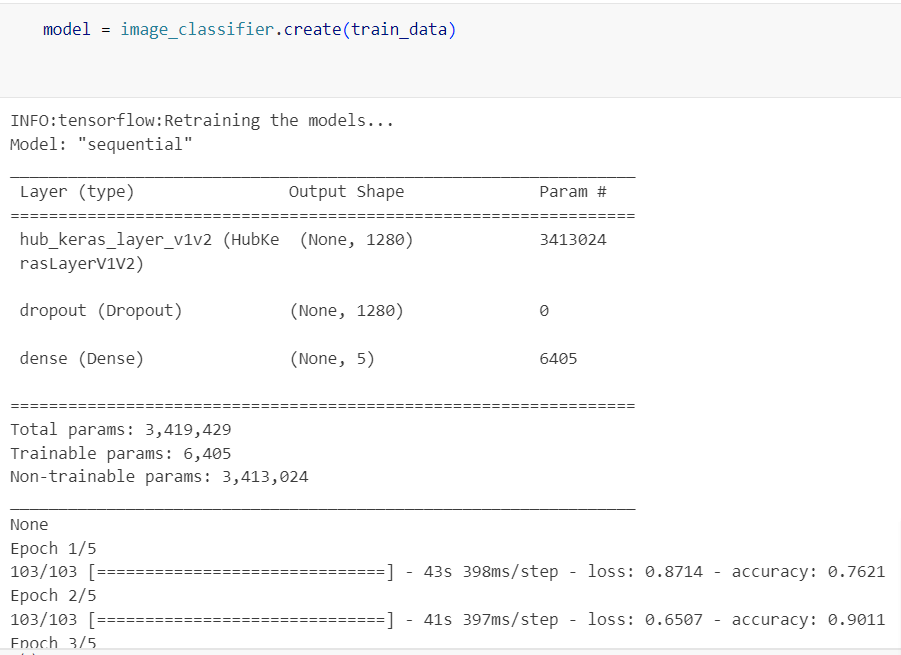 model = image_classifier.create(train_data)
INFO:tensorflow:Retraining the models...
Model: "sequential"
_________________________________________________________________
Layer (type)                Output Shape              Param #
=================================================================
hub_keras_layer_v1v2 (HubKe  (None, 1280)             3413024
rasLayerV1V2)
dropout (Dropout)           (None, 1280)              0
dense (Dense)               (None, 5)                 6405
=================================================================
Total params: 3,419,429
Trainable params: 6,405
Non-trainable params: 3,413,024
_________________________________________________________________
None
Epoch 1/5
103/103 [==============================] - 43s 398ms/step - loss: 0.8714 - accuracy: 0.7621
Epoch 2/5
103/103 [==============================] - 41s 397ms/step - loss: 0.6507 - accuracy: 0.9011
Epoch 3/5